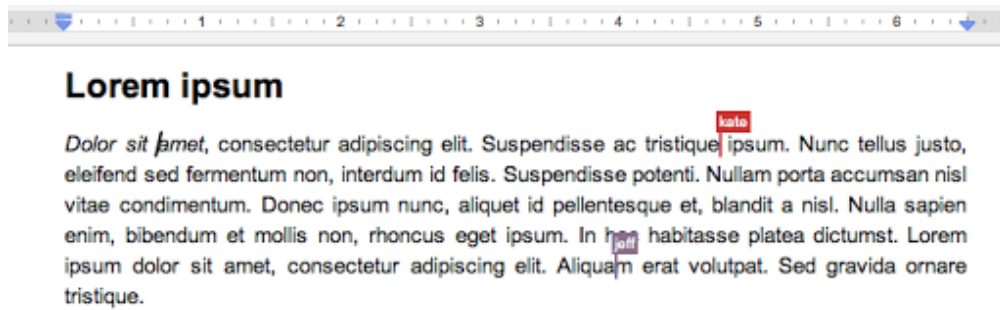 1 2 3 4 5 6
Lorem ipsum
kate
Dolor sit amet, consectetur adipiscing elit. Suspendisse ac tristique ipsum. Nunc tellus justo,
eleifend sed fermentum non, interdum id felis. Suspendisse potenti. Nullam porta accumsan nisl
vitae condimentum. Donec ipsum nunc, aliquet id pellentesque et, blandit a nisl. Nulla sapien
enim, bibendum et mollis non, rhoncus eget ipsum. In habitasse platea dictumst. Lorem
jeff
ipsum dolor sit amet, consectetur adipiscing elit. Aliquam erat volutpat. Sed gravida ornare
tristique.